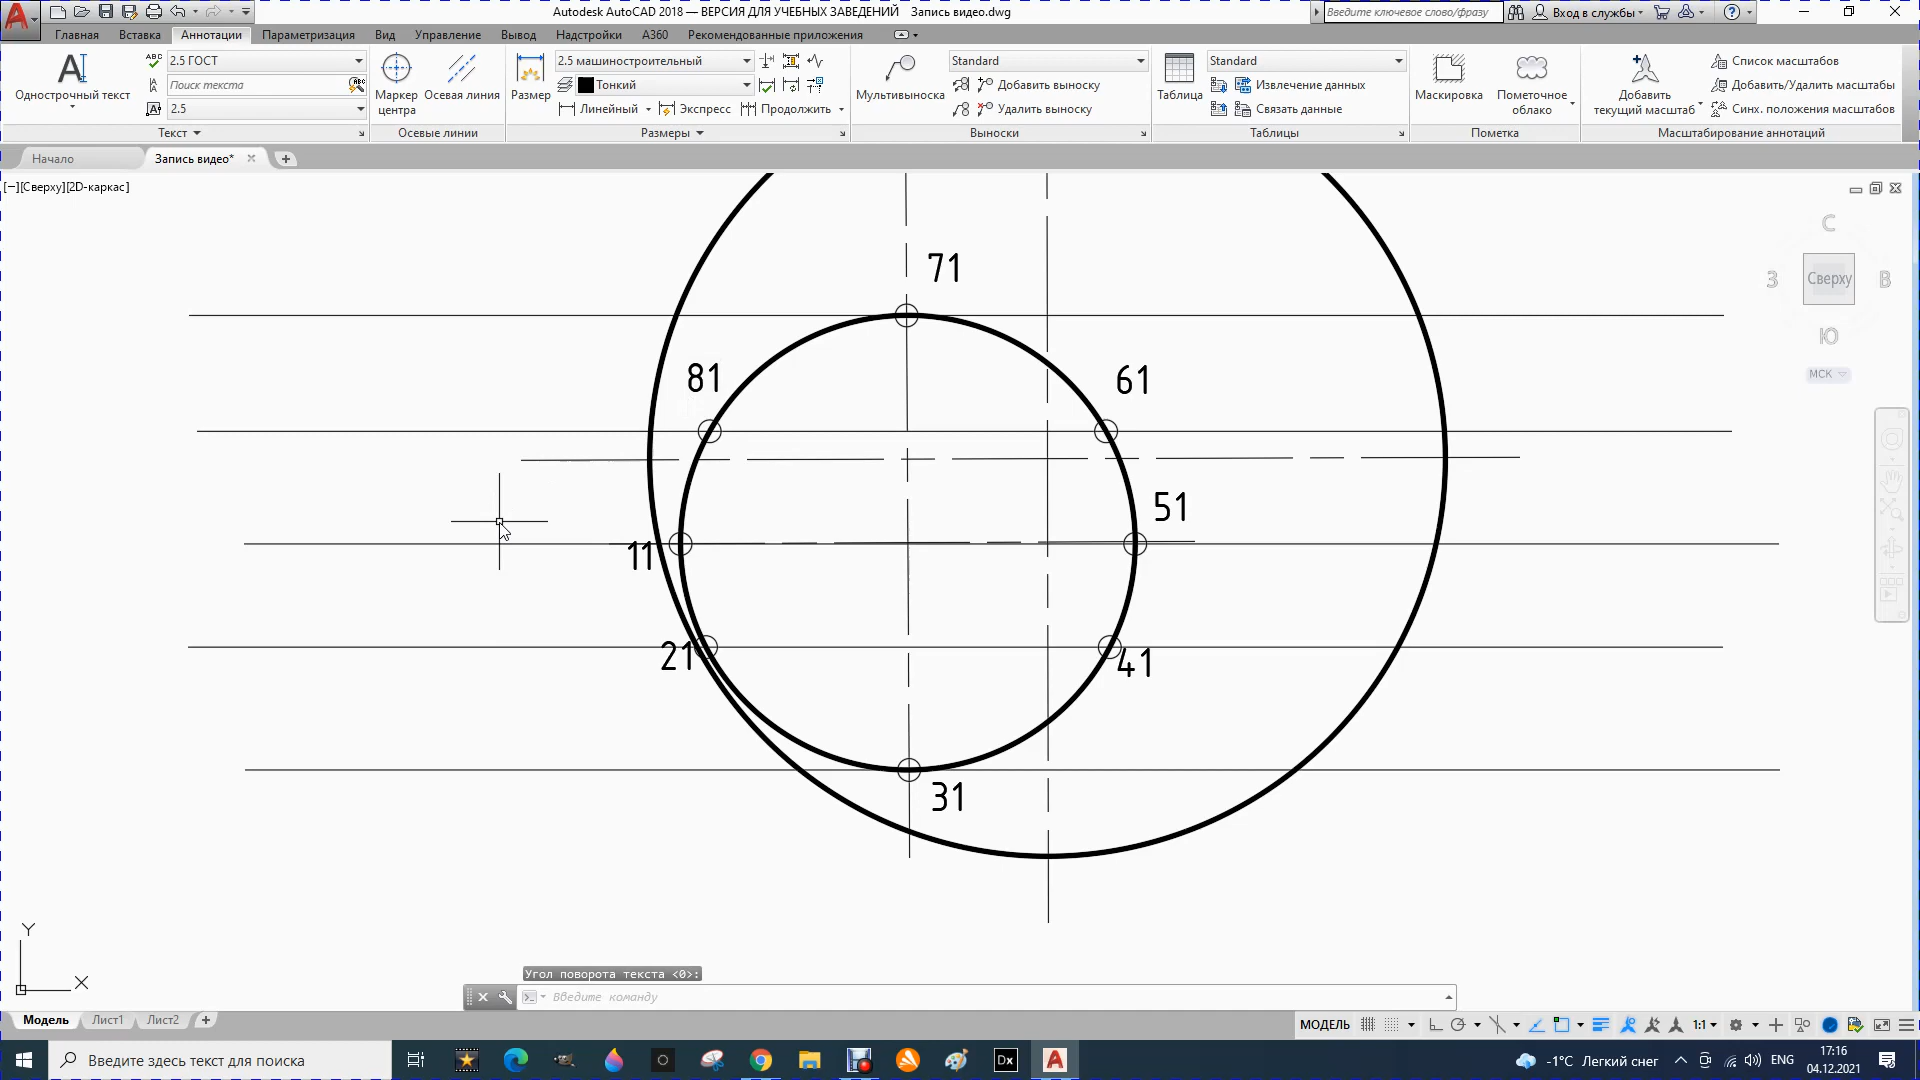 Autodesk AutoCAD 2018 — ВЕРСИЯ ДЛЯ УЧЕБНЫХ ЗАВЕДЕНИЙ Запись видео.dwg
Введите ключевое слово/фразу
Вход в службы
Главная Вставка Аннотации Параметризация Вид Управление Вывод Надстройки A360 Рекомендованные приложения
Однострочный текст
2.5 ГОСТ
Поиск текста
2.5
Текст
Маркер центра
Осевая линия
Осевые линии
Размер
2.5 машиностроительный
Тонкий
Линейный Экспресс Продолжить
Размеры
Мультивыноска
Standard
Добавить выноску
Удалить выноску
Выноски
Таблица
Standard
Извлечение данных
Связать данные
Таблицы
Маскировка
Пометочное облако
Пометка
Добавить текущий масштаб
Список масштабов
Добавить/Удалить масштабы
Синх. положения масштабов
Масштабирование аннотаций
Начало Запись видео*
[−][Сверху][2D-каркас]
С
З Сверху В
Ю
МСК
71
81
61
51
11
21
41
31
Y
X
Угол поворота текста <0>:
Введите команду
Модель Лист1 Лист2
МОДЕЛЬ 1:1
Введите здесь текст для поиска
Dx
-1°C Легкий снег
ENG
17:16
04.12.2021